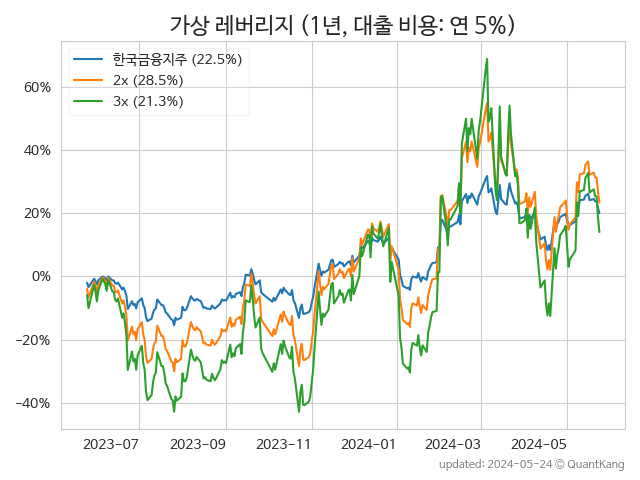 가상 레버리지 (1년, 대출 비용: 연 5%)
한국금융지주 (22.5%)
2x (28.5%)
3x (21.3%)
60%
40%
20%
0%
−20%
−40%
2023-07
2023-09
2023-11
2024-01
2024-03
2024-05
updated: 2024-05-24 © QuantKang